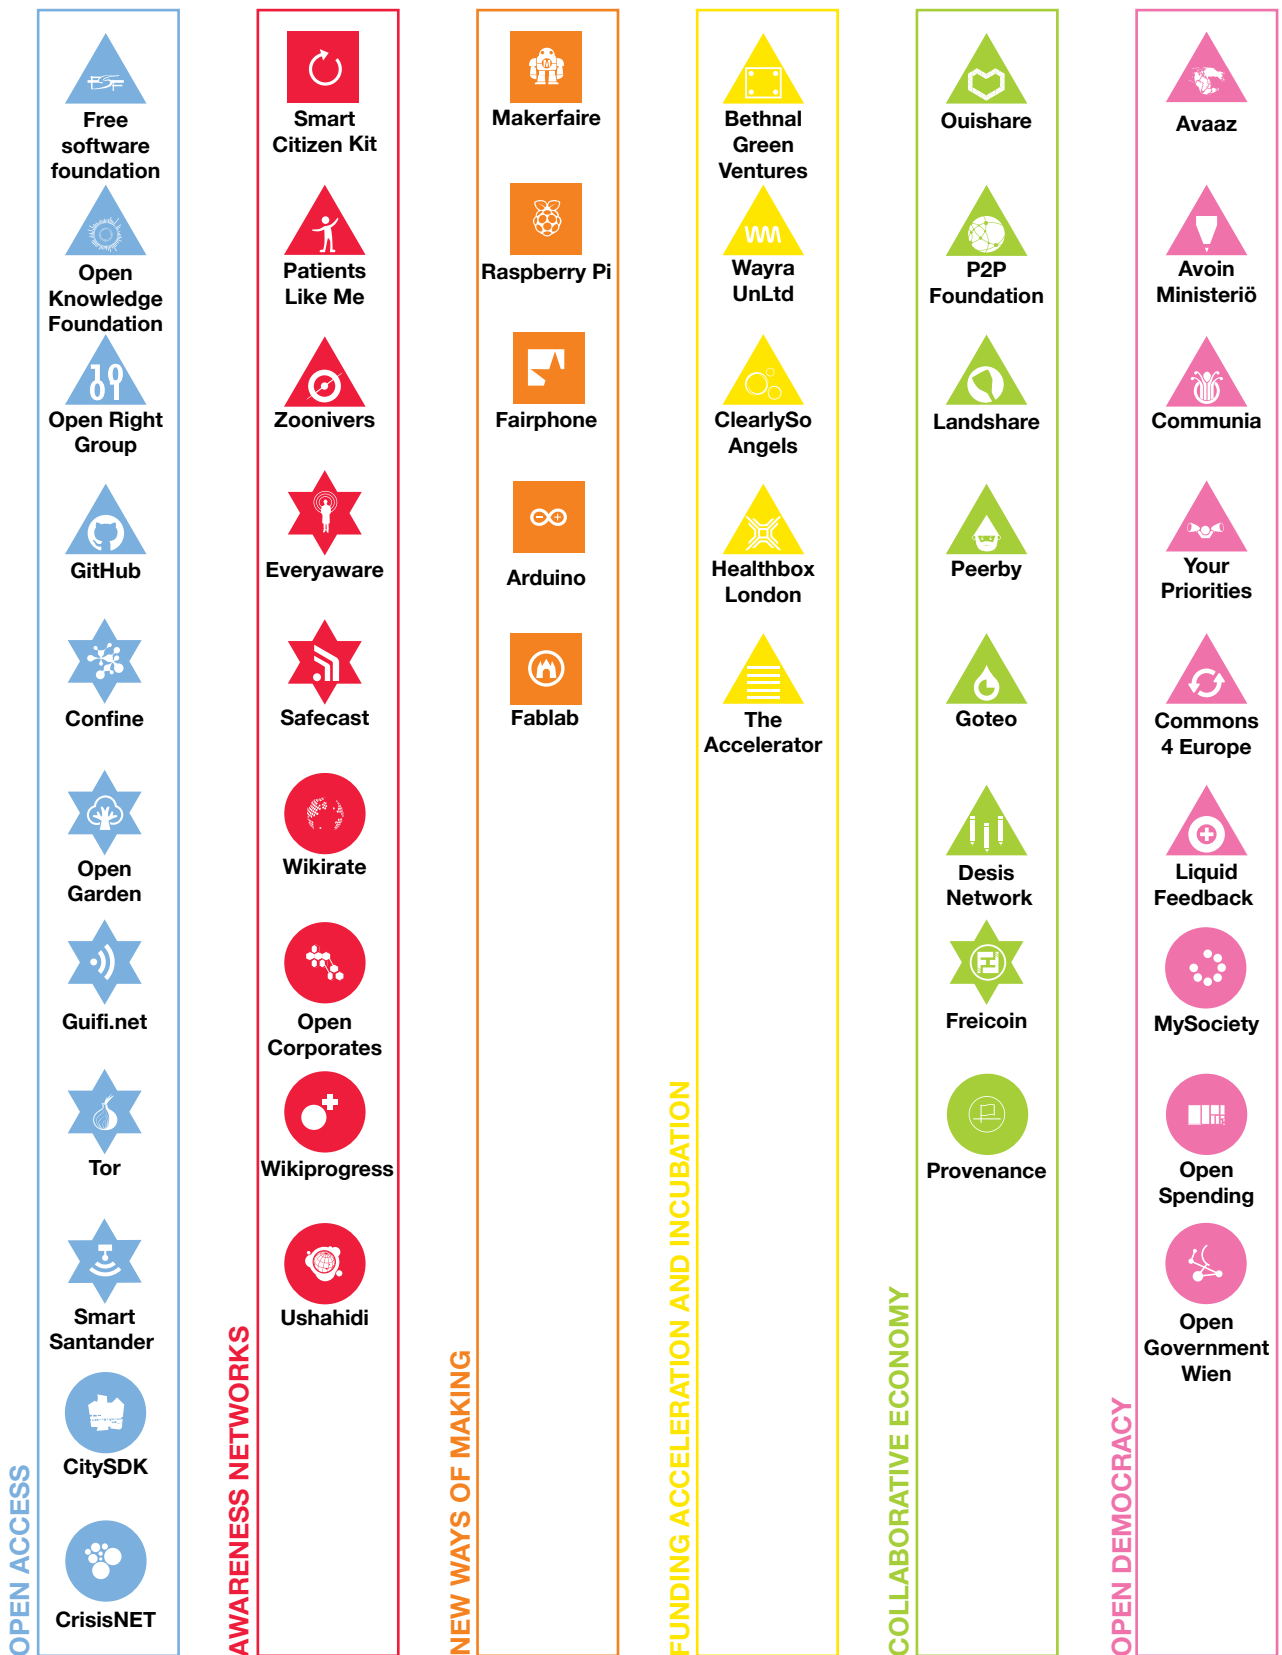 OPEN ACCESS
FSF
Free
software
foundation
Open
Knowledge
Foundation
10
01
Open Right
Group
GitHub
Confine
Open
Garden
Guifi.net
Tor
Smart
Santander
CitySDK
CrisisNET
AWARENESS NETWORKS
Smart
Citizen Kit
Patients
Like Me
Zoonivers
Everyaware
Safecast
Wikirate
Open
Corporates
Wikiprogress
Ushahidi
NEW WAYS OF MAKING
M
Makerfaire
Raspberry Pi
Fairphone
Arduino
Fablab
FUNDING ACCELERATION AND INCUBATION
Bethnal
Green
Ventures
Wayra
UnLtd
ClearlySo
Angels
Healthbox
London
The
Accelerator
COLLABORATIVE ECONOMY
Ouishare
P2P
Foundation
Landshare
Peerby
Goteo
Desis
Network
Freicoin
Provenance
OPEN DEMOCRACY
Avaaz
Avoin
Ministeriö
Communia
Your
Priorities
Commons
4 Europe
Liquid
Feedback
MySociety
Open
Spending
Open
Government
Wien